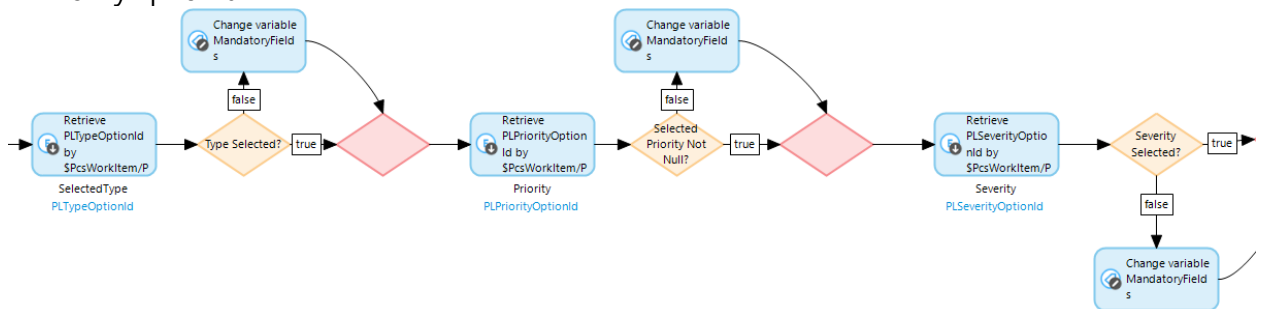 Change variable
MandatoryField
s
false
Retrieve
PLTypeOptionId
by
$PcsWorkItem/P
SelectedType
PLTypeOptionId
Type Selected?
true
Change variable
MandatoryField
s
false
Retrieve
PLPriorityOption
Id by
$PcsWorkItem/P
Priority
PLPriorityOptionId
Selected
Priority Not
Null?
true
Retrieve
PLSeverityOptio
nId by
$PcsWorkItem/P
Severity
PLSeverityOptionId
Severity
Selected?
true
false
Change variable
MandatoryField
s